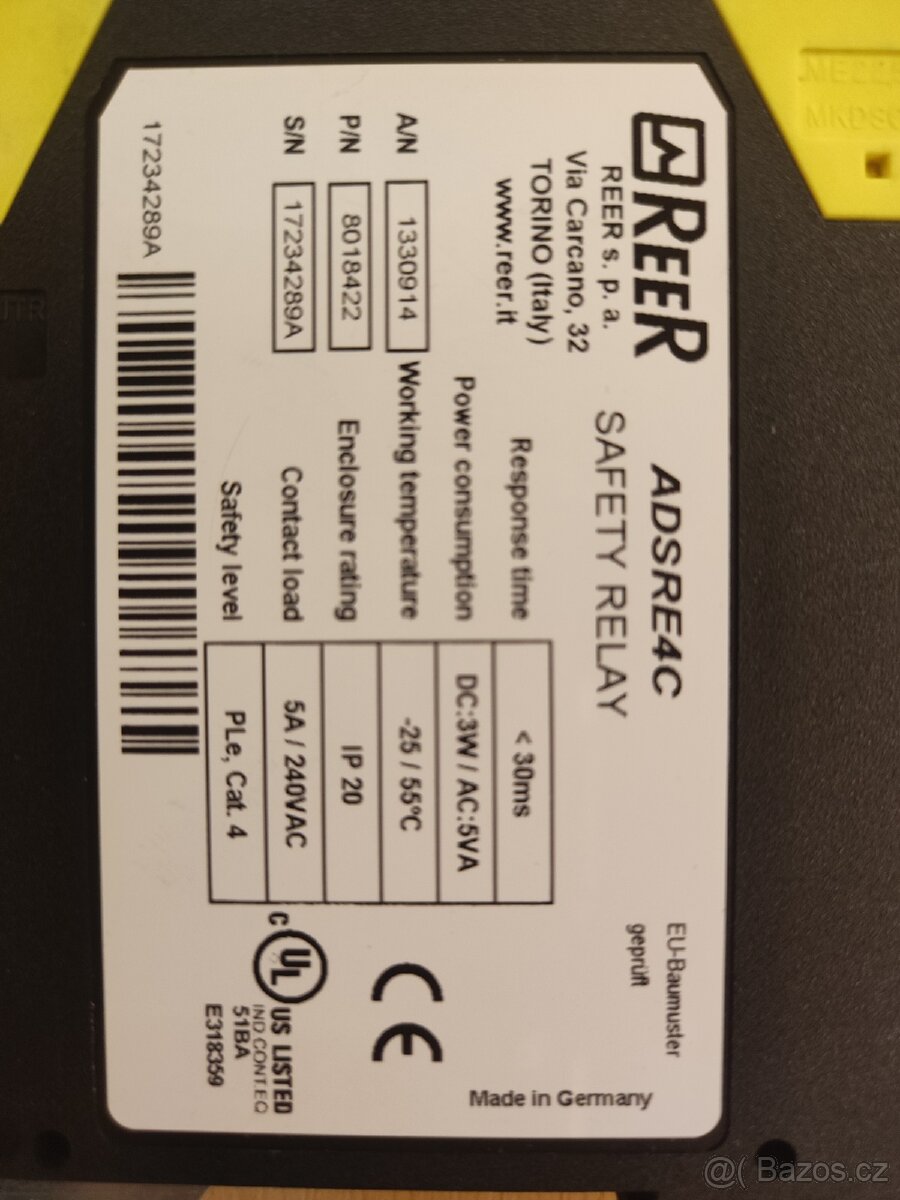 REER
REER s. p. a.
Via Carcano, 32
TORINO (Italy)
www.reer.it
ADSRE4C
SAFETY RELAY
EU-Baumuster
geprüft
A/N 1330914
P/N 8018422
S/N 17234289A
Response time < 30ms
Power consumption DC:3W / AC:5VA
Working temperature -25 / 55°C
Enclosure rating IP 20
Contact load 5A / 240VAC
Safety level PLe, Cat. 4
17234289A
CE
C UL US LISTED
IND.CONT.EQ
51BA
E318359
Made in Germany
@( Bazos.cz